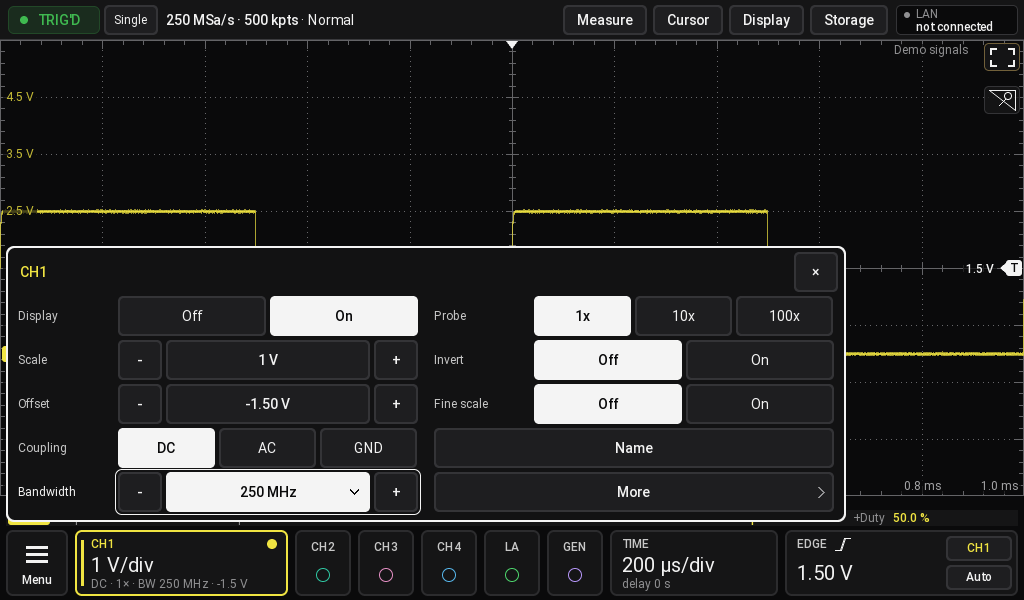 TRIG'D
Single
250 MSa/s · 500 kpts · Normal
Measure
Cursor
Display
Storage
LAN
not connected
Demo signals
4.5 V
3.5 V
2.5 V
1.5 V
T
CH1
×
Display
Off
On
Probe
1x
10x
100x
Scale
-
1 V
+
Invert
Off
On
Offset
-
-1.50 V
+
Fine scale
Off
On
Coupling
DC
AC
GND
Name
Bandwidth
-
250 MHz
+
More
0.8 ms
1.0 ms
+Duty 50.0 %
Menu
CH1
1 V/div
DC · 1× · BW 250 MHz · -1.5 V
CH2
CH3
CH4
LA
GEN
TIME
200 µs/div
delay 0 s
EDGE
1.50 V
CH1
Auto